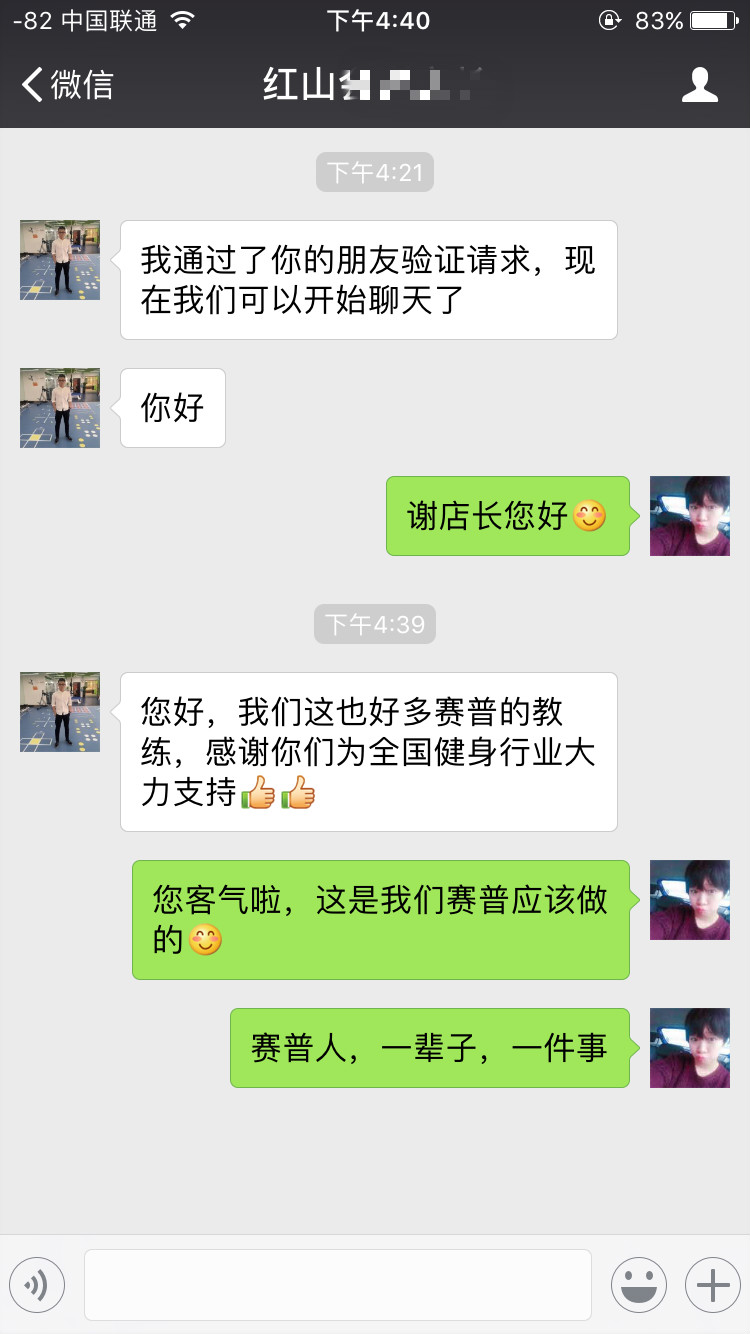 -82 中国联通 下午4:40 83%
微信 红山
下午4:21
我通过了你的朋友验证请求，现
在我们可以开始聊天了
你好
谢店长您好😊
下午4:39
您好，我们这也好多赛普的教
练，感谢你们为全国健身行业大
力支持👍👍
您客气啦，这是我们赛普应该做
的😊
赛普人，一辈子，一件事